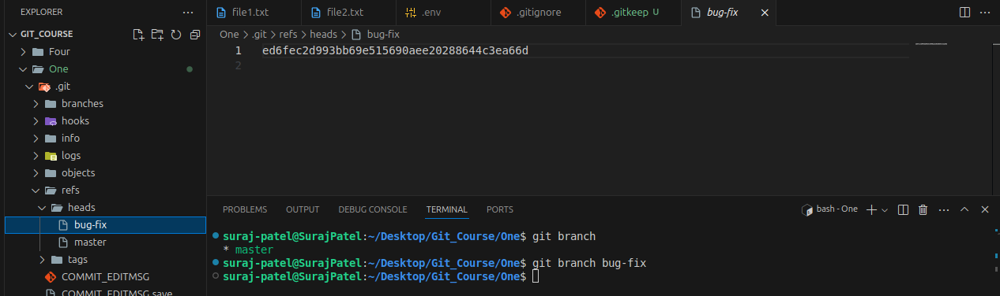 EXPLORER
GIT_COURSE
Four
One
.git
branches
hooks
info
logs
objects
refs
heads
bug-fix
master
tags
COMMIT_EDITMSG
COMMIT_EDITMSG.save
file1.txt file2.txt .env .gitignore .gitkeep U bug-fix
One > .git > refs > heads > bug-fix
1 ed6fec2d993bb69e515690aee20288644c3ea66d
2
PROBLEMS OUTPUT DEBUG CONSOLE TERMINAL PORTS bash - One
suraj-patel@SurajPatel:~/Desktop/Git_Course/One$ git branch
* master
suraj-patel@SurajPatel:~/Desktop/Git_Course/One$ git branch bug-fix
suraj-patel@SurajPatel:~/Desktop/Git_Course/One$